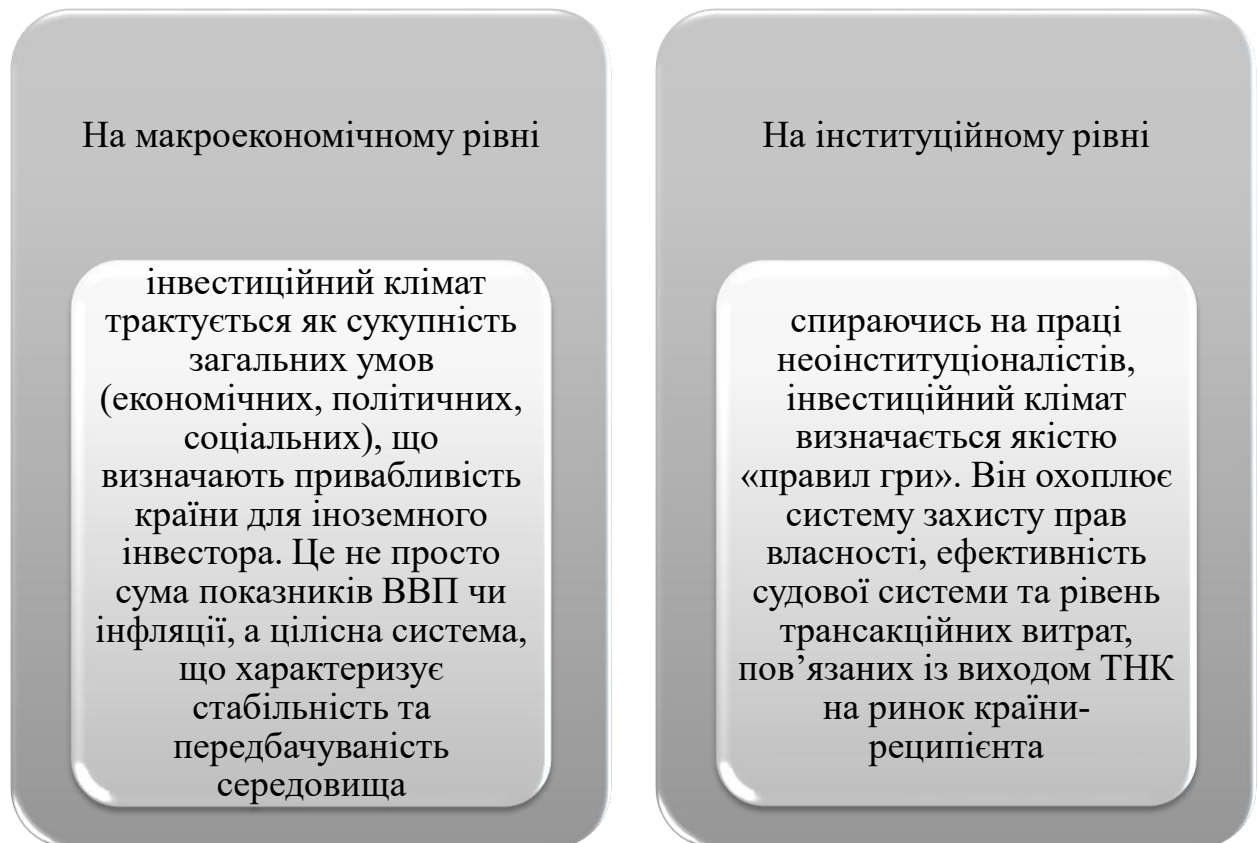 На макроекономічному рівні
інвестиційний клімат
трактується як сукупність
загальних умов
(економічних, політичних,
соціальних), що
визначають привабливість
країни для іноземного
інвестора. Це не просто
сума показників ВВП чи
інфляції, а цілісна система,
що характеризує
стабільність та
передбачуваність
середовища
На інституційному рівні
спираючись на праці
неоінституціоналістів,
інвестиційний клімат
визначається якістю
«правил гри». Він охоплює
систему захисту прав
власності, ефективність
судової системи та рівень
трансакційних витрат,
пов’язаних із виходом ТНК
на ринок країни-
реципієнта